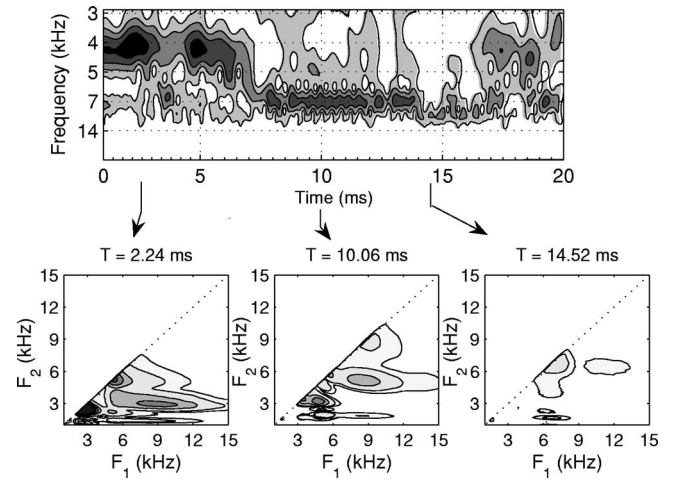 3
4
5
7
14
Frequency (kHz)
0 5 10 15 20
Time (ms)
T = 2.24 ms T = 10.06 ms T = 14.52 ms
15 15 15
12 12 12
9 9 9
6 6 6
3 3 3
F2 (kHz) F2 (kHz) F2 (kHz)
3 6 9 12 15 3 6 9 12 15 3 6 9 12 15
F1 (kHz) F1 (kHz) F1 (kHz)